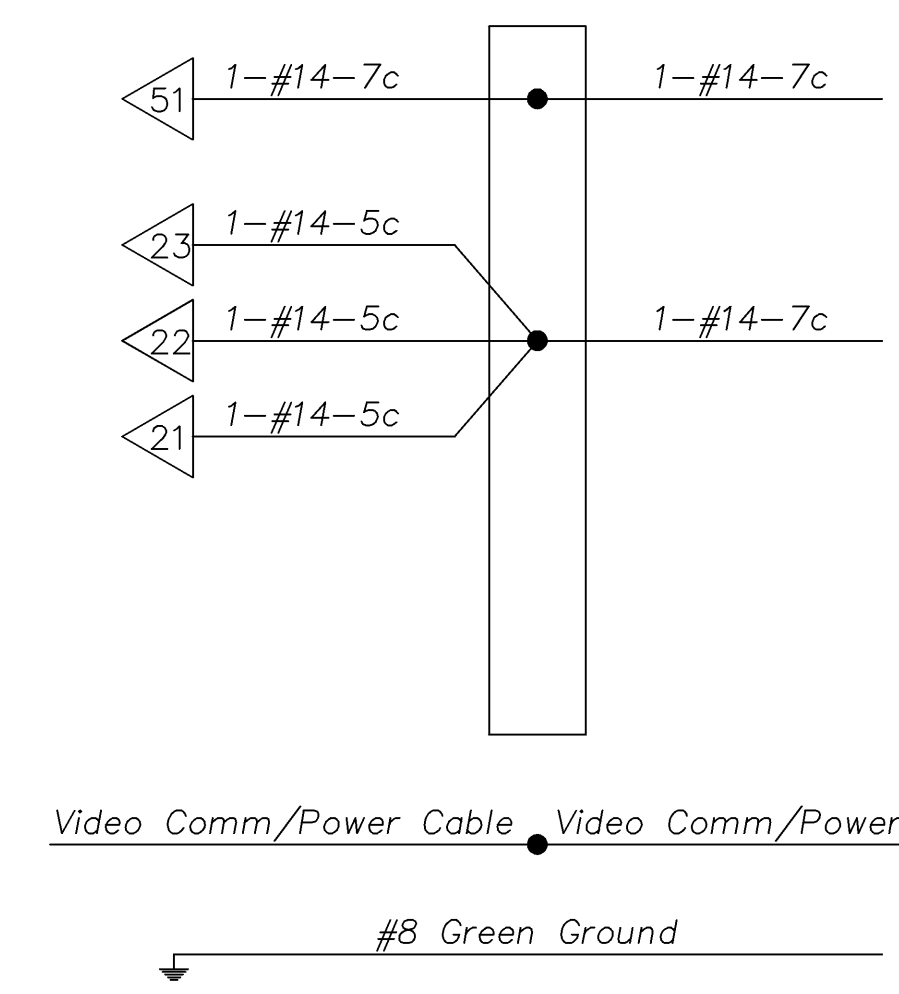 51 1-#14-7c 1-#14-7c
23 1-#14-5c
22 1-#14-5c 1-#14-7c
21 1-#14-5c
Video Comm/Power Cable Video Comm/Power
#8 Green Ground